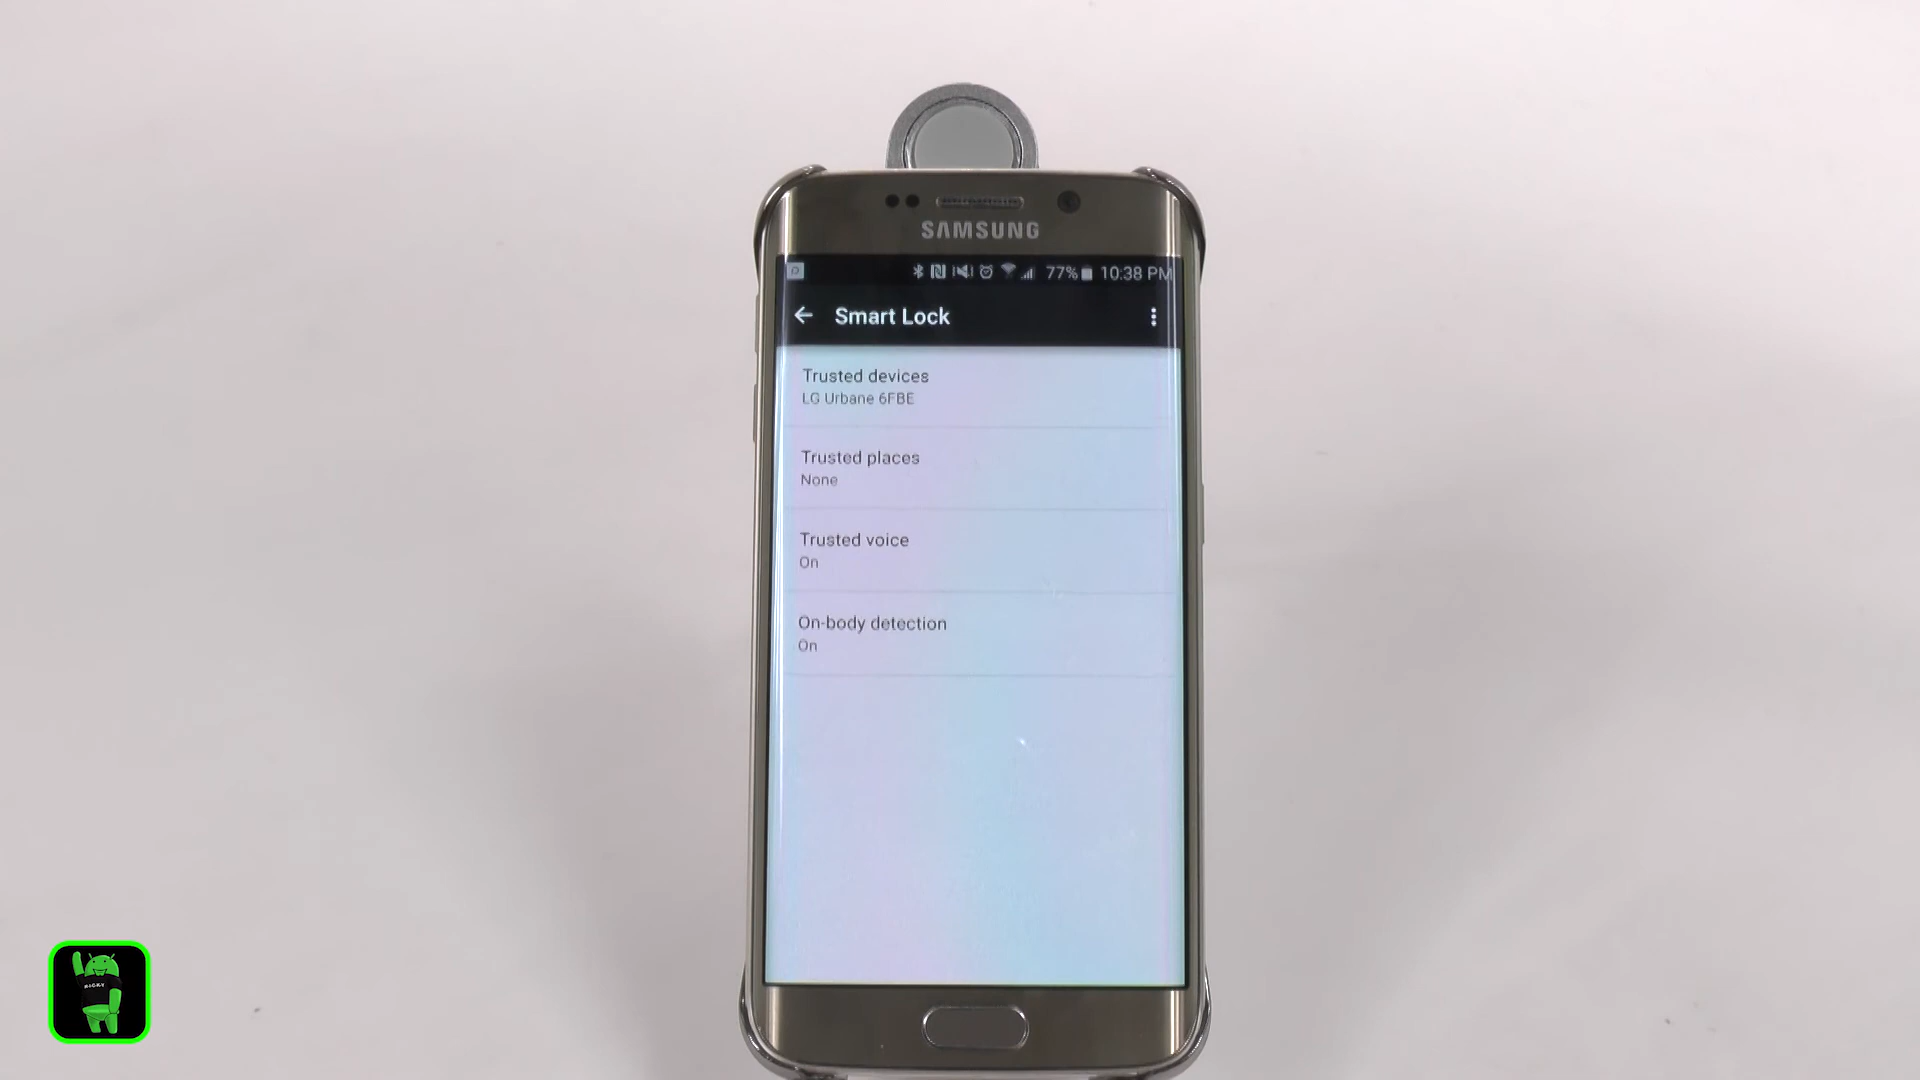 SAMSUNG
77% 10:38 PM
Smart Lock
Trusted devices
LG Urbane 6FBE
Trusted places
None
Trusted voice
On
On-body detection
On
RICKY